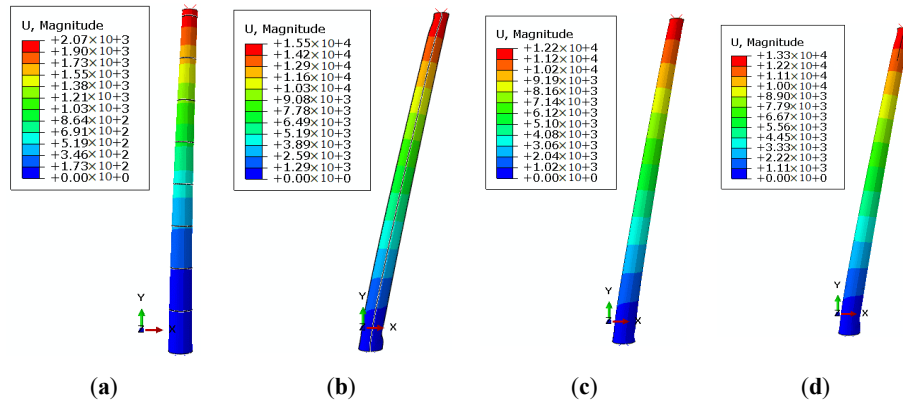 U, Magnitude
+2.07×10+3
+1.90×10+3
+1.73×10+3
+1.55×10+3
+1.38×10+3
+1.21×10+3
+1.03×10+3
+8.64×10+2
+6.91×10+2
+5.19×10+2
+3.46×10+2
+1.73×10+2
+0.00×10+0
Y
Z
X
(a)
U, Magnitude
+1.55×10+4
+1.42×10+4
+1.29×10+4
+1.16×10+4
+1.03×10+4
+9.08×10+3
+7.78×10+3
+6.49×10+3
+5.19×10+3
+3.89×10+3
+2.59×10+3
+1.29×10+3
+0.00×10+0
Y
Z
X
(b)
U, Magnitude
+1.22×10+4
+1.12×10+4
+1.02×10+4
+9.19×10+3
+8.16×10+3
+7.14×10+3
+6.12×10+3
+5.10×10+3
+4.08×10+3
+3.06×10+3
+2.04×10+3
+1.02×10+3
+0.00×10+0
Y
Z
X
(c)
U, Magnitude
+1.33×10+4
+1.22×10+4
+1.11×10+4
+1.00×10+4
+8.90×10+3
+7.79×10+3
+6.67×10+3
+5.56×10+3
+4.45×10+3
+3.33×10+3
+2.22×10+3
+1.11×10+3
+0.00×10+0
Y
Z
X
(d)